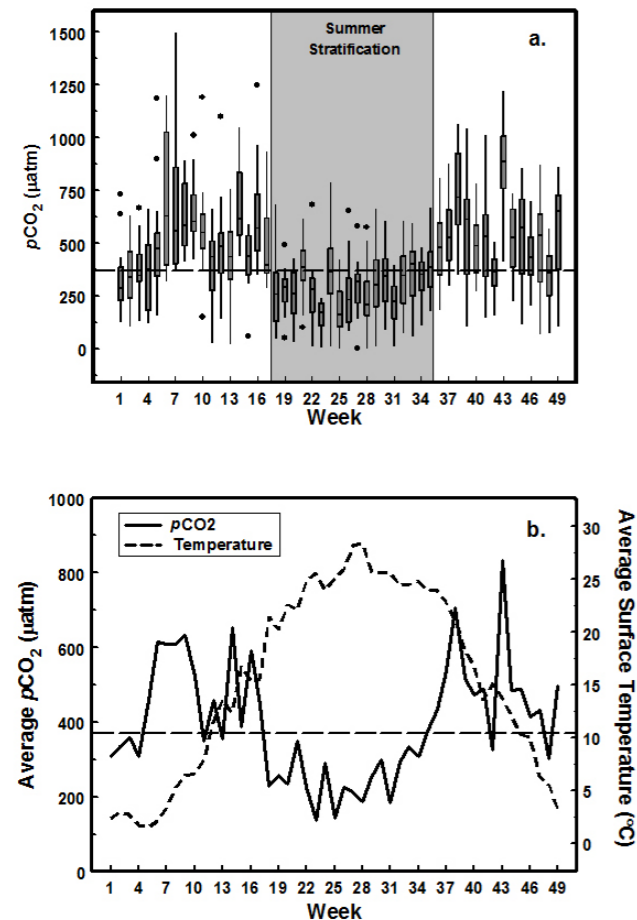 Summer
Stratification
a.
pCO2 (µatm)
1500
1250
1000
750
500
250
0
1 4 7 10 13 16 19 22 25 28 31 34 37 40 43 46 49
Week
b.
pCO2
Temperature
Average pCO2 (µatm)
1000
800
600
400
200
0
Average Surface Temperature (°C)
30
25
20
15
10
5
0
1 4 7 10 13 16 19 22 25 28 31 34 37 40 43 46 49
Week